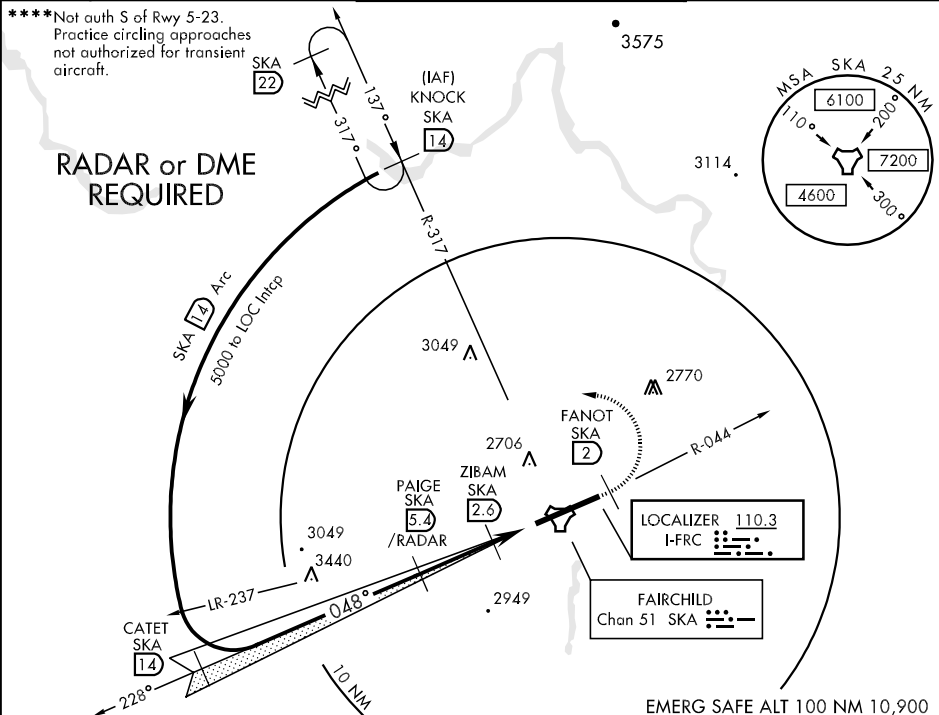 ****Not auth S of Rwy 5-23.
Practice circling approaches
not authorized for transient
aircraft.
SKA
22
317°
137°
(IAF)
KNOCK
SKA
14
3575
MSA SKA 25 NM
6100
110°
200°
7200
4600
300°
3114
RADAR or DME
REQUIRED
R-317
SKA 14 Arc
5000 to LOC Intcp
3049
2770
FANOT
SKA
2
R-044
2706
ZIBAM
SKA
2.6
PAIGE
SKA
5.4
/RADAR
LOCALIZER 110.3
I-FRC
3049
3440
LR-237
048°
2949
FAIRCHILD
Chan 51 SKA
CATET
SKA
14
228°
10 NM
EMERG SAFE ALT 100 NM 10,900